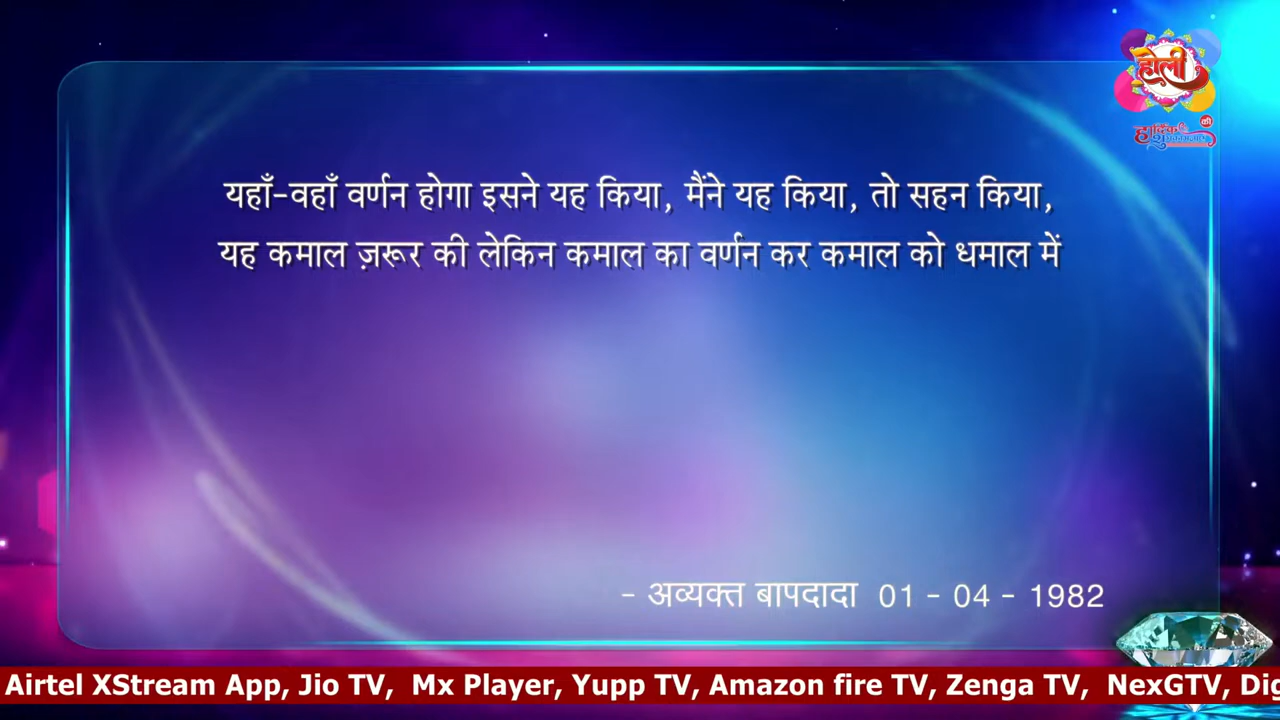 होली
की
हार्दिक
शुभकामनाएं
यहाँ-वहाँ वर्णन होगा इसने यह किया, मैंने यह किया, तो सहन किया,
यह कमाल ज़रूर की लेकिन कमाल का वर्णन कर कमाल को धमाल में
- अव्यक्त बापदादा 01 - 04 - 1982
Airtel XStream App, Jio TV, Mx Player, Yupp TV, Amazon fire TV, Zenga TV, NexGTV, Dig